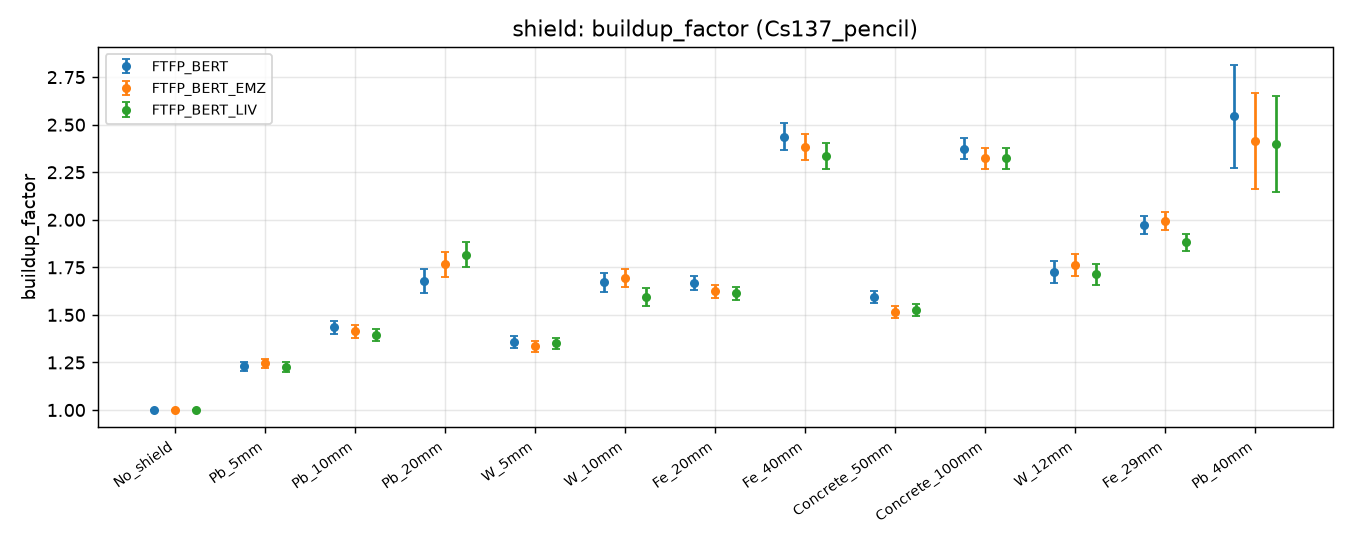 shield: buildup_factor (Cs137_pencil)
FTFP_BERT
FTFP_BERT_EMZ
FTFP_BERT_LIV
buildup_factor
2.75
2.50
2.25
2.00
1.75
1.50
1.25
1.00
No_shield
Pb_5mm
Pb_10mm
Pb_20mm
W_5mm
W_10mm
Fe_20mm
Fe_40mm
Concrete_50mm
Concrete_100mm
W_12mm
Fe_29mm
Pb_40mm